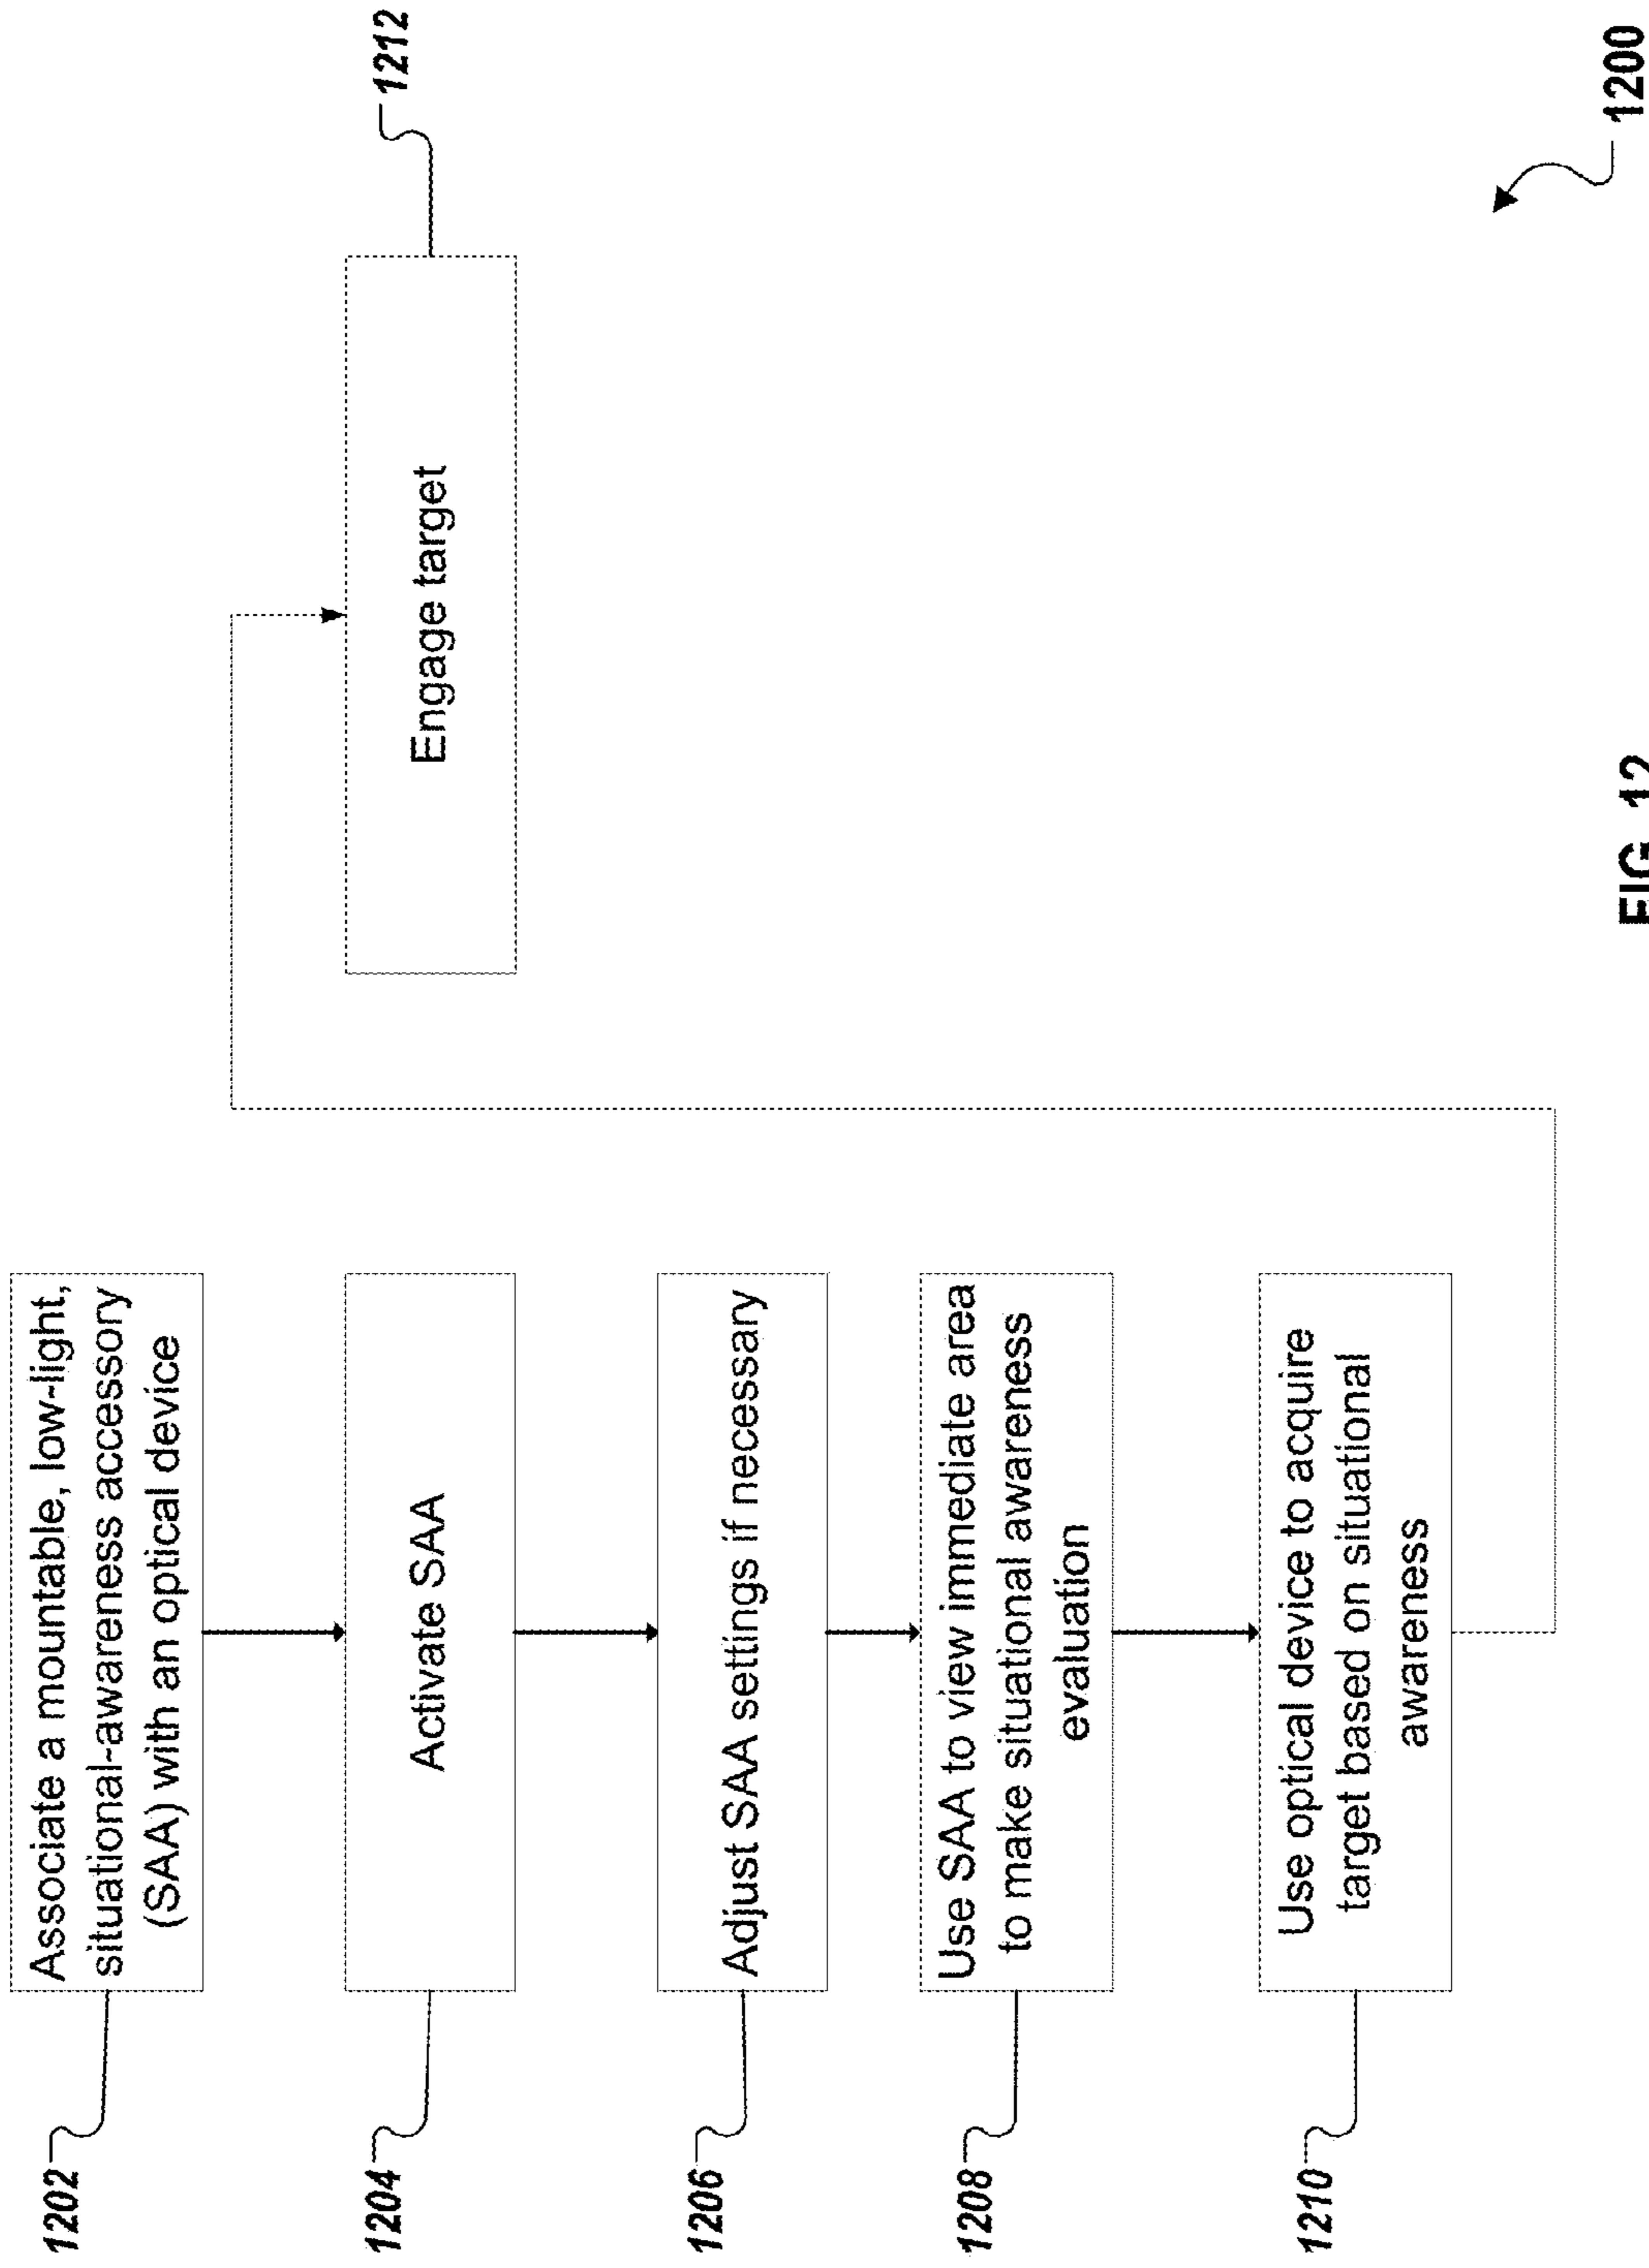 1202
Associate a mountable, low-light,
situational-awareness accessory
(SAA) with an optical device
1204
Activate SAA
1206
Adjust SAA settings if necessary
1208
Use SAA to view immediate area
to make situational awareness
evaluation
1210
Use optical device to acquire
target based on situational
awareness
Engage target
1212
1200
FIG. 12